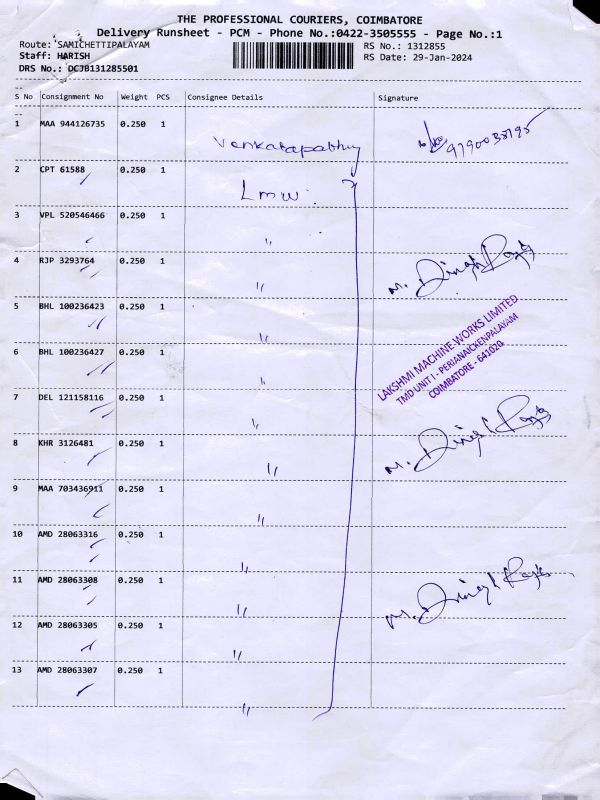 THE PROFESSIONAL COURIERS, COIMBATORE
Delivery Runsheet - PCM - Phone No.:0422-3505555 - Page No.:1
Route: SAMICHETTIPALAYAM
Staff: HARISH
DRS No.: DCJB131285501
RS No.: 1312855
RS Date: 29-Jan-2024
S No Consignment No Weight PCS Consignee Details Signature
1 MAA 944126735 0.250 1
Venkatapathy
9790038795
2 CPT 61588 0.250 1
LMW
3 VPL 520546466 0.250 1
"
4 RJP 3293764 0.250 1
"
M. Dinesh
5 BHL 100236423 0.250 1
"
6 BHL 100236427 0.250 1
"
LAKSHMI MACHINE WORKS LIMITED
TMD UNIT I - PERIANAICKENPALAYAM
COIMBATORE - 641020
7 DEL 121158116 0.250 1
"
8 KHR 3126481 0.250 1
"
M. Dinesh
9 MAA 703436911 0.250 1
"
10 AMD 28063316 0.250 1
"
11 AMD 28063308 0.250 1
"
M. Dinesh
12 AMD 28063305 0.250 1
"
13 AMD 28063307 0.250 1
"